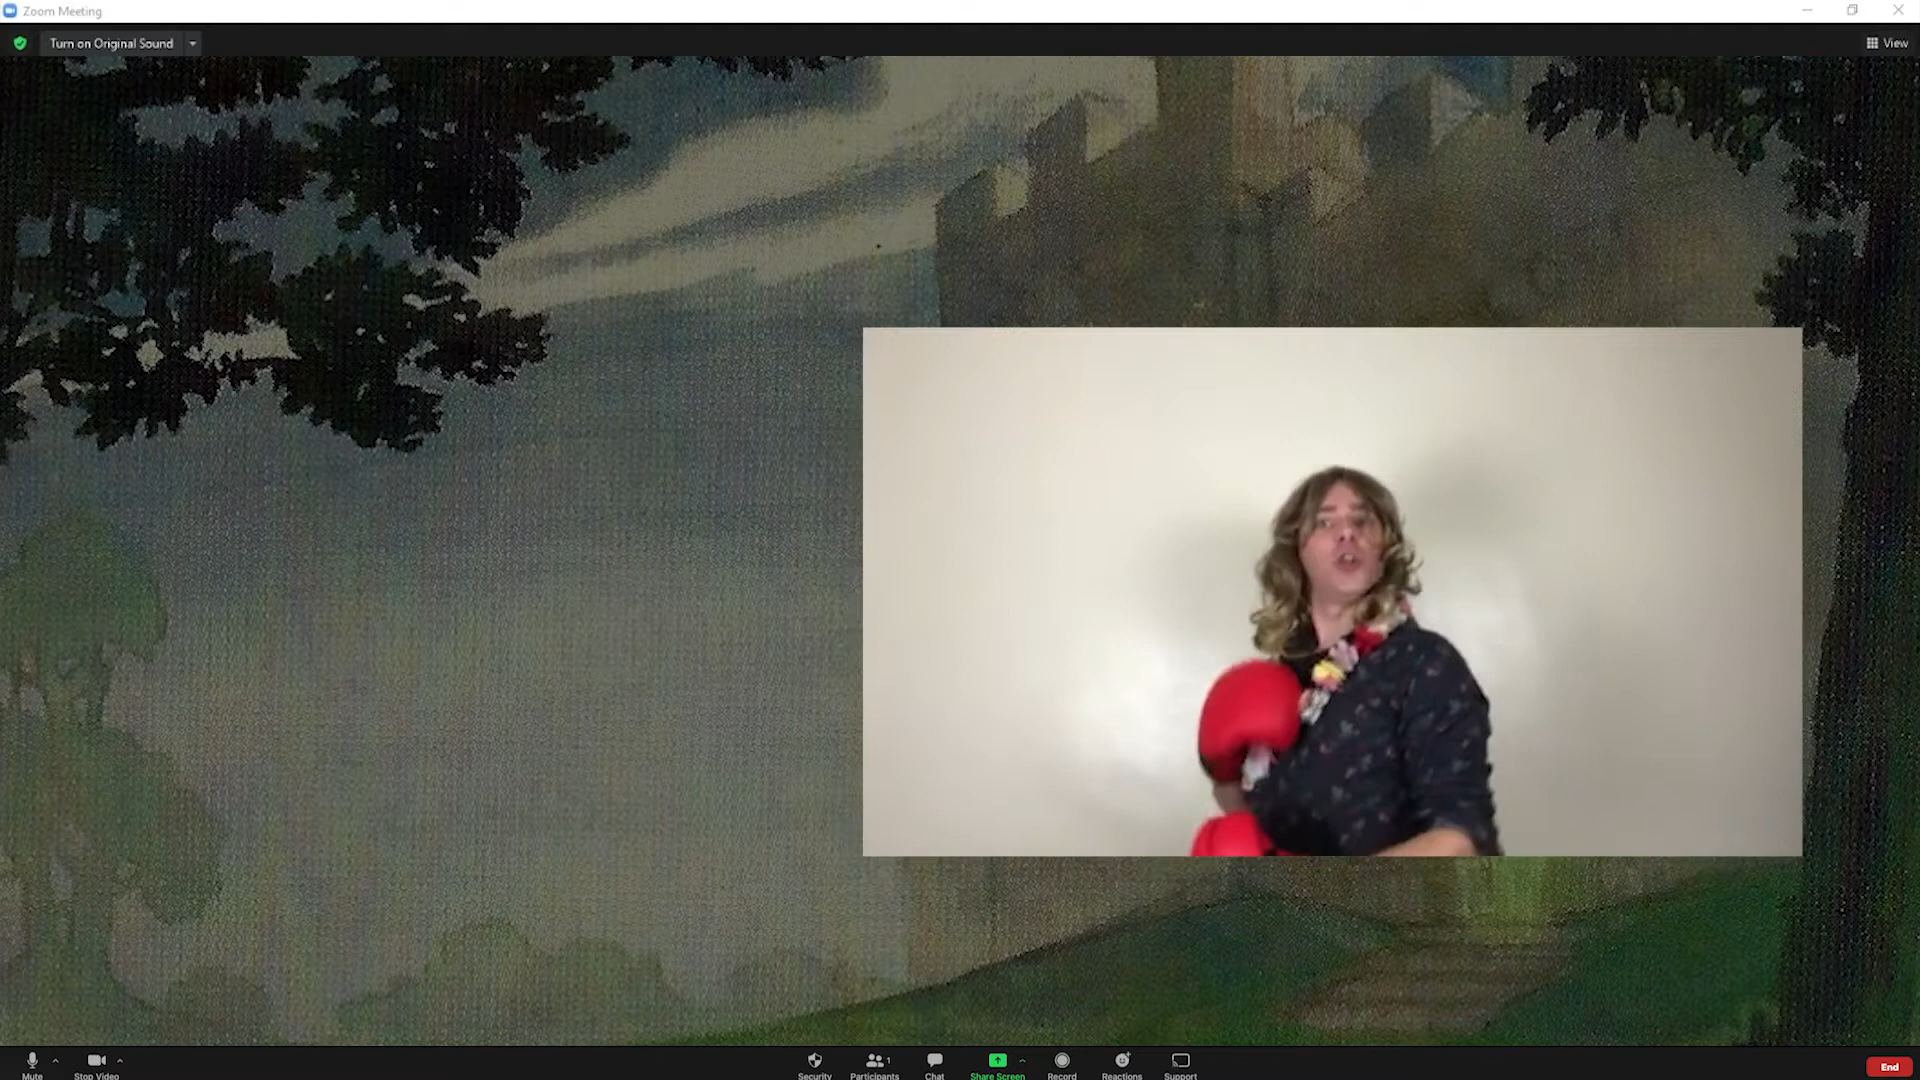 Zoom Meeting
Turn on Original Sound
View
Mute
Stop Video
Security
Participants
1
Chat
Share Screen
Record
Reactions
Support
End